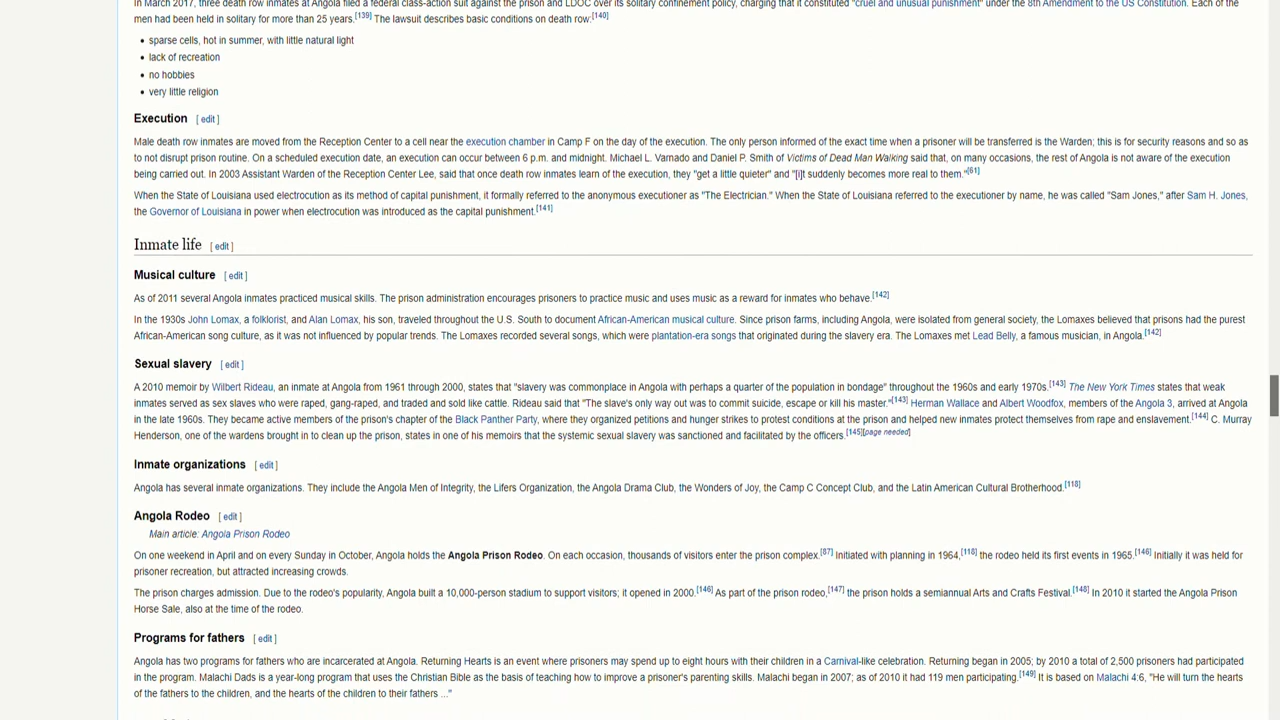 In March 2017, three death row inmates at Angola filed a federal class-action suit against the prison and LDOC over its solitary confinement policy, charging that it constituted "cruel and unusual punishment" under the 8th Amendment to the US Constitution. Each of the
men had been held in solitary for more than 25 years.[139] The lawsuit describes basic conditions on death row:[140]
• sparse cells, hot in summer, with little natural light
• lack of recreation
• no hobbies
• very little religion
Execution [ edit ]
Male death row inmates are moved from the Reception Center to a cell near the execution chamber in Camp F on the day of the execution. The only person informed of the exact time when a prisoner will be transferred is the Warden; this is for security reasons and so as
to not disrupt prison routine. On a scheduled execution date, an execution can occur between 6 p.m. and midnight. Michael L. Varnado and Daniel P. Smith of Victims of Dead Man Walking said that, on many occasions, the rest of Angola is not aware of the execution
being carried out. In 2003 Assistant Warden of the Reception Center Lee, said that once death row inmates learn of the execution, they "get a little quieter" and "[i]t suddenly becomes more real to them."[61]
When the State of Louisiana used electrocution as its method of capital punishment, it formally referred to the anonymous executioner as "The Electrician." When the State of Louisiana referred to the executioner by name, he was called "Sam Jones," after Sam H. Jones,
the Governor of Louisiana in power when electrocution was introduced as the capital punishment.[141]
Inmate life [ edit ]
Musical culture [ edit ]
As of 2011 several Angola inmates practiced musical skills. The prison administration encourages prisoners to practice music and uses music as a reward for inmates who behave.[142]
In the 1930s John Lomax, a folklorist, and Alan Lomax, his son, traveled throughout the U.S. South to document African-American musical culture. Since prison farms, including Angola, were isolated from general society, the Lomaxes believed that prisons had the purest
African-American song culture, as it was not influenced by popular trends. The Lomaxes recorded several songs, which were plantation-era songs that originated during the slavery era. The Lomaxes met Lead Belly, a famous musician, in Angola.[142]
Sexual slavery [ edit ]
A 2010 memoir by Wilbert Rideau, an inmate at Angola from 1961 through 2000, states that "slavery was commonplace in Angola with perhaps a quarter of the population in bondage" throughout the 1960s and early 1970s.[143] The New York Times states that weak
inmates served as sex slaves who were raped, gang-raped, and traded and sold like cattle. Rideau said that "The slave's only way out was to commit suicide, escape or kill his master."[143] Herman Wallace and Albert Woodfox, members of the Angola 3, arrived at Angola
in the late 1960s. They became active members of the prison's chapter of the Black Panther Party, where they organized petitions and hunger strikes to protest conditions at the prison and helped new inmates protect themselves from rape and enslavement.[144] C. Murray
Henderson, one of the wardens brought in to clean up the prison, states in one of his memoirs that the systemic sexual slavery was sanctioned and facilitated by the officers.[145][page needed]
Inmate organizations [ edit ]
Angola has several inmate organizations. They include the Angola Men of Integrity, the Lifers Organization, the Angola Drama Club, the Wonders of Joy, the Camp C Concept Club, and the Latin American Cultural Brotherhood.[118]
Angola Rodeo [ edit ]
Main article: Angola Prison Rodeo
On one weekend in April and on every Sunday in October, Angola holds the Angola Prison Rodeo. On each occasion, thousands of visitors enter the prison complex.[87] Initiated with planning in 1964,[118] the rodeo held its first events in 1965.[146] Initially it was held for
prisoner recreation, but attracted increasing crowds.
The prison charges admission. Due to the rodeo's popularity, Angola built a 10,000-person stadium to support visitors; it opened in 2000.[146] As part of the prison rodeo,[147] the prison holds a semiannual Arts and Crafts Festival.[148] In 2010 it started the Angola Prison
Horse Sale, also at the time of the rodeo.
Programs for fathers [ edit ]
Angola has two programs for fathers who are incarcerated at Angola. Returning Hearts is an event where prisoners may spend up to eight hours with their children in a Carnival-like celebration. Returning began in 2005; by 2010 a total of 2,500 prisoners had participated
in the program. Malachi Dads is a year-long program that uses the Christian Bible as the basis of teaching how to improve a prisoner's parenting skills. Malachi began in 2007; as of 2010 it had 119 men participating.[149] It is based on Malachi 4:6, "He will turn the hearts
of the fathers to the children, and the hearts of the children to their fathers ..."